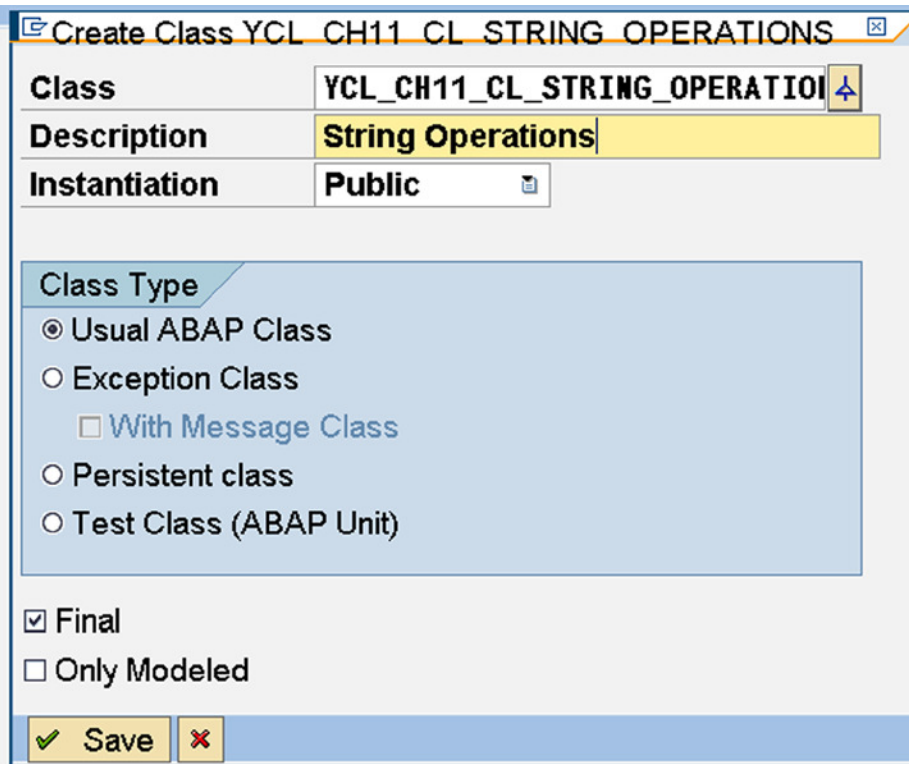 Create Class YCL_CH11_CL_STRING_OPERATIONS
Class YCL_CH11_CL_STRING_OPERATIO
Description String Operations
Instantiation Public
Class Type
Usual ABAP Class
Exception Class
With Message Class
Persistent class
Test Class (ABAP Unit)
Final
Only Modeled
Save